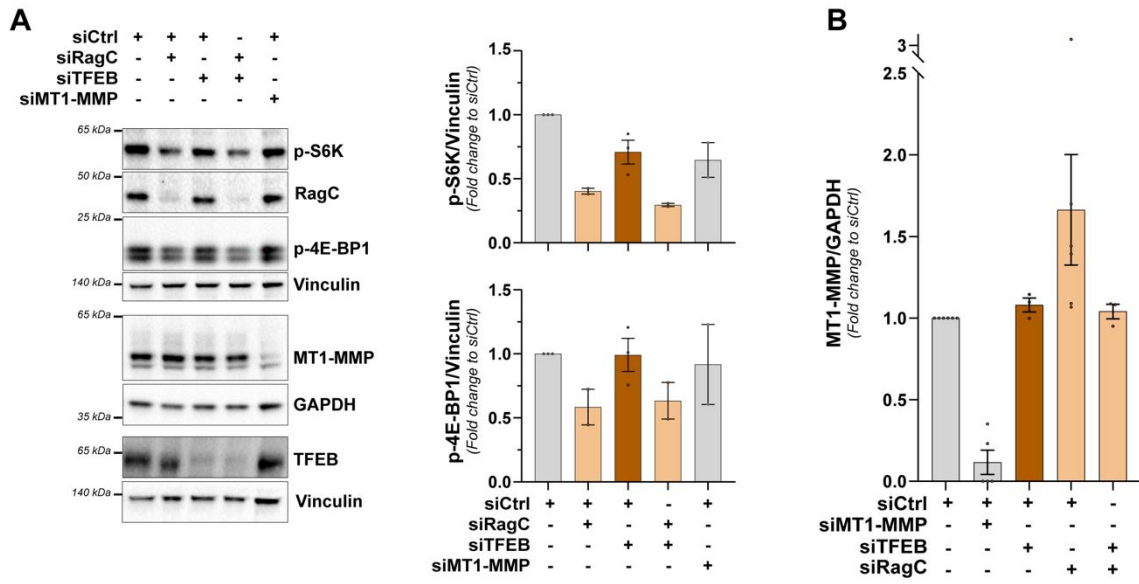 A
siCtrl + + + - +
siRagC - + - + -
siTFEB - - + + -
siMT1-MMP - - - - +
65 kDa
p-S6K
50 kDa
RagC
25 kDa
p-4E-BP1
140 kDa
Vinculin
65 kDa
MT1-MMP
GAPDH
35 kDa
65 kDa
TFEB
140 kDa
Vinculin
p-S6K/Vinculin
(Fold change to siCtrl)
1.5
1.0
0.5
0.0
p-4E-BP1/Vinculin
(Fold change to siCtrl)
1.5
1.0
0.5
0.0
siCtrl + + + - +
siRagC - + - + -
siTFEB - - + + -
siMT1-MMP - - - - +
B
MT1-MMP/GAPDH
(Fold change to siCtrl)
3
2.0
1.5
1.0
0.5
0.0
siCtrl + + + + -
siMT1-MMP - + - - -
siTFEB - - + - +
siRagC - - - + +